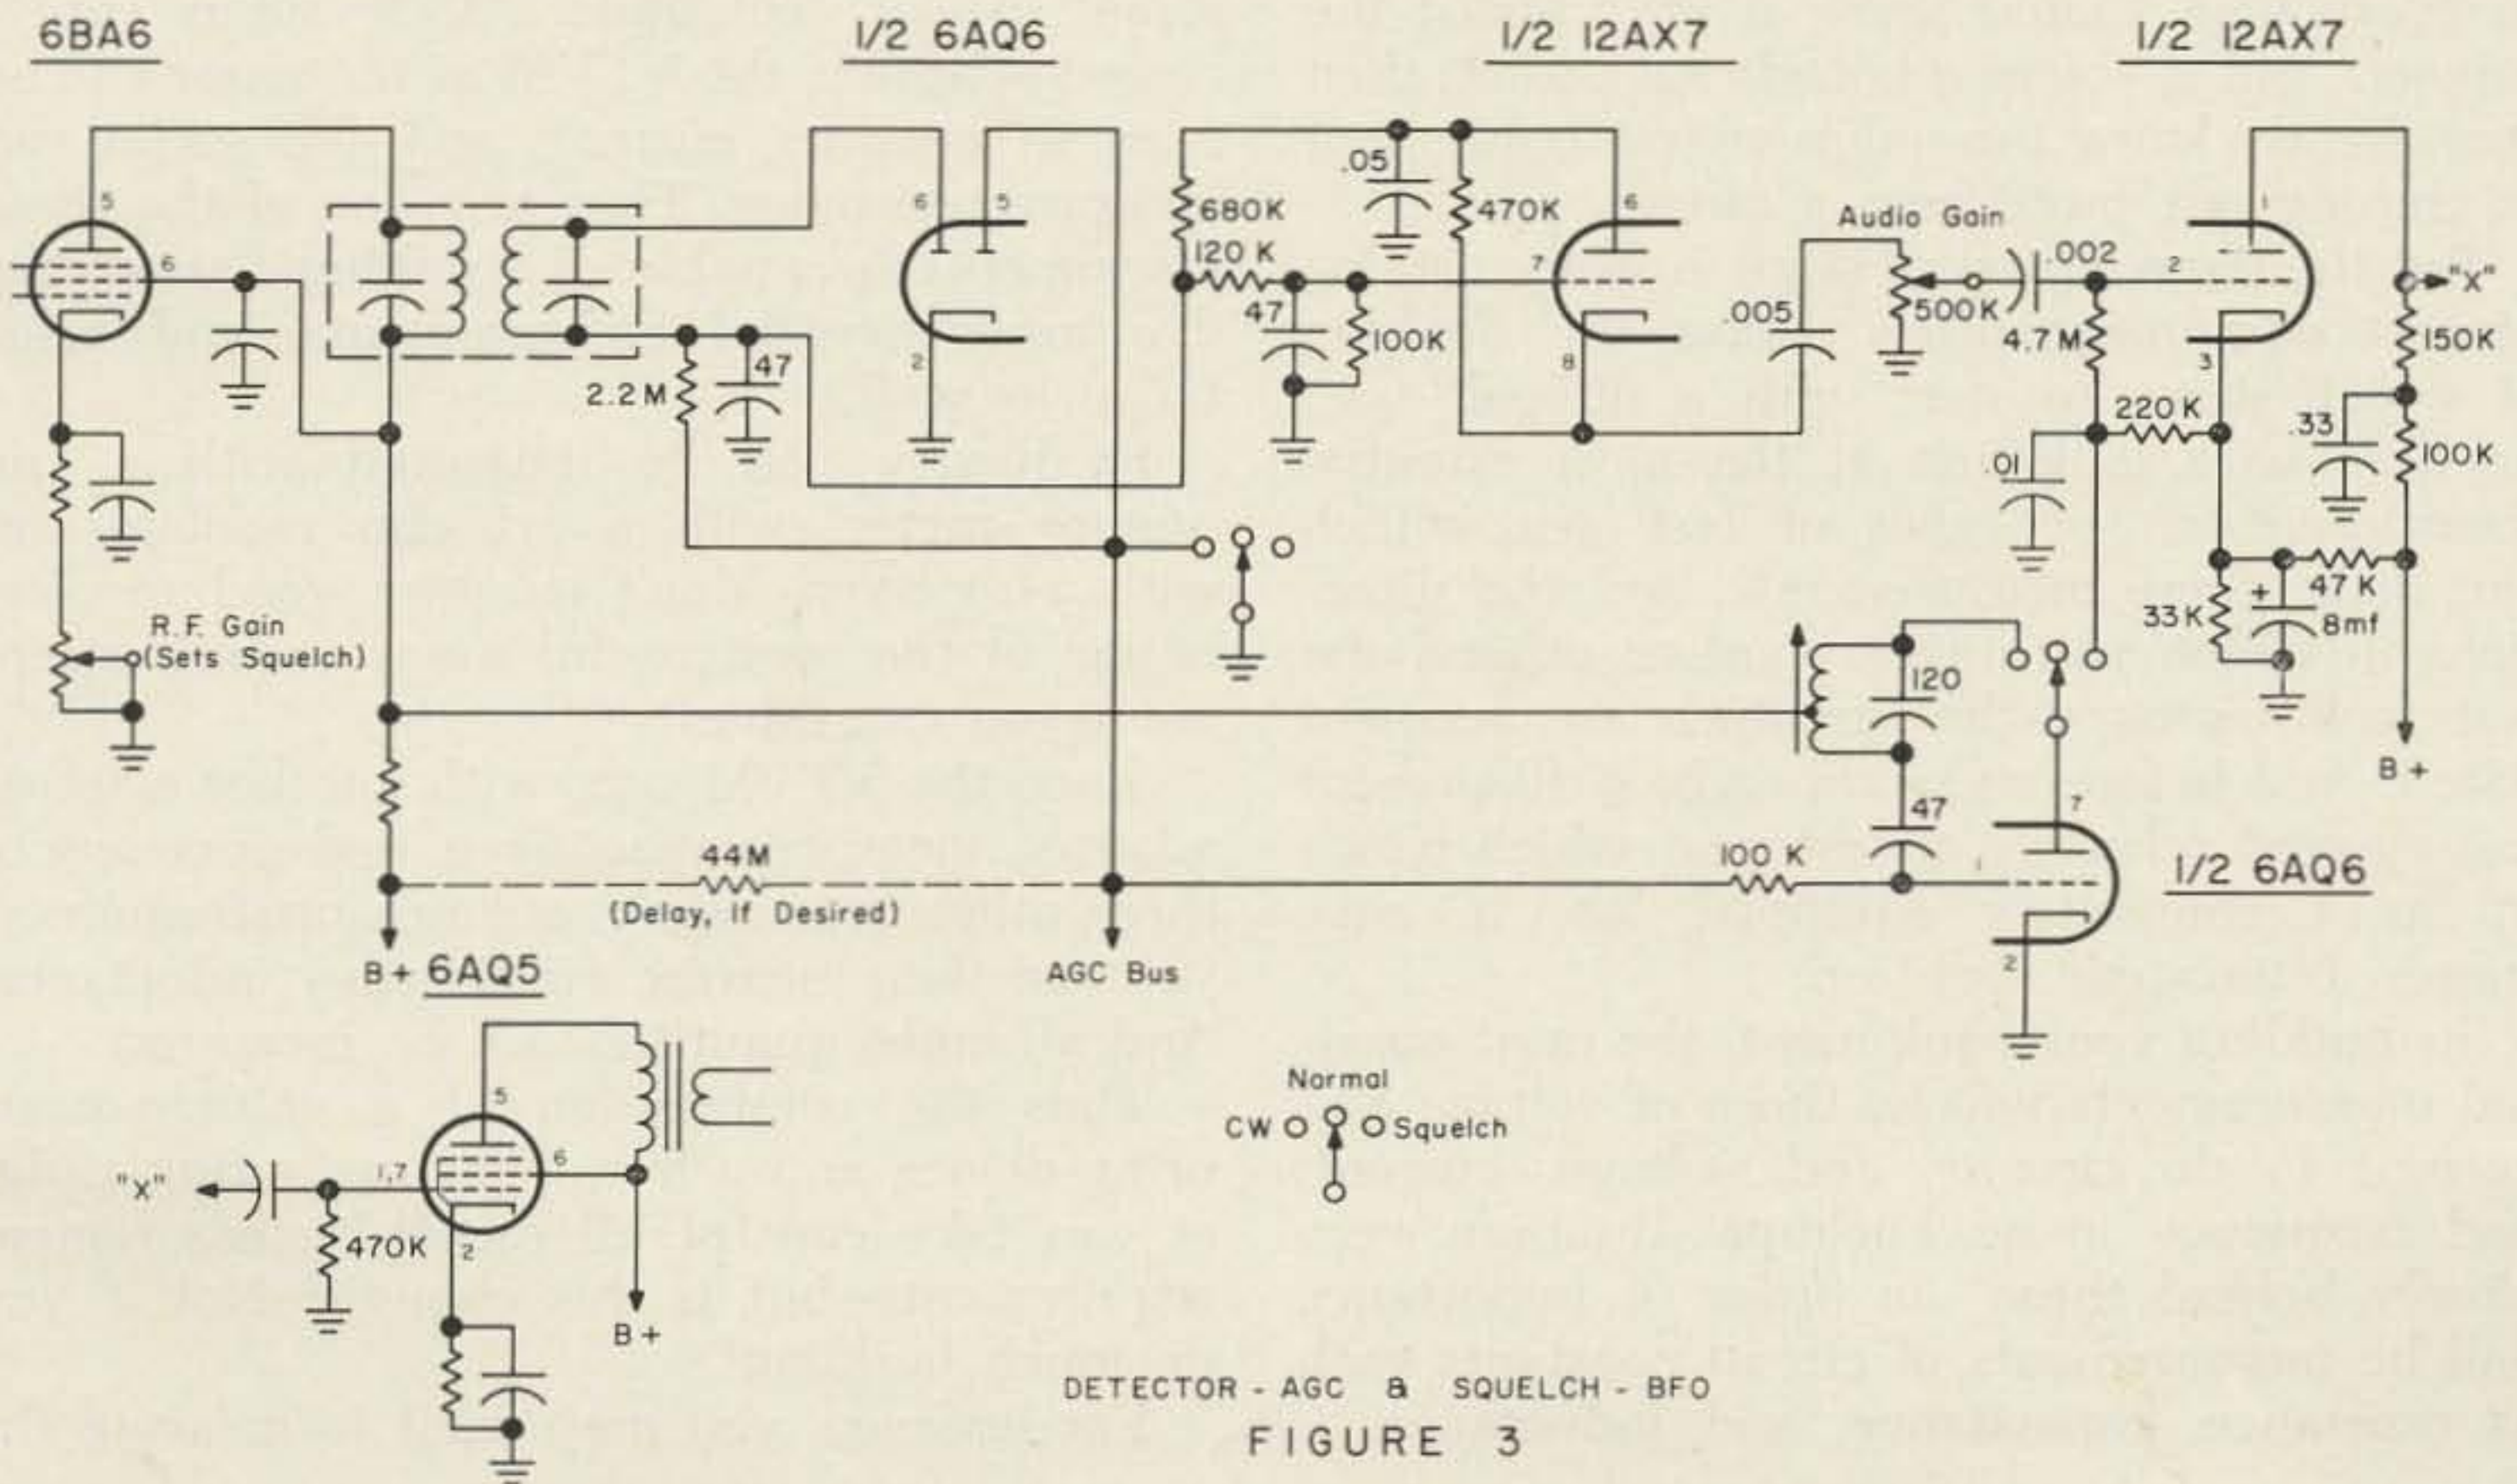 6BA6
1/2 6AQ6
1/2 12AX7
1/2 12AX7
5
6
6
5
2
2.2 M
47
680K
120 K
47
100K
.05
470K
7
6
8
.005
Audio Gain
500K
.002
4.7 M
2
1
3
"X"
150K
220 K
.01
.33
100K
47 K
33K
+
8mf
B +
R.F. Gain
(Sets Squelch)
120
47
7
100 K
1
1/2 6AQ6
2
44M
(Delay, If Desired)
B +
AGC Bus
6AQ5
5
"X"
1,7
6
470K
2
B +
Normal
CW
Squelch
DETECTOR - AGC & SQUELCH - BFO
FIGURE 3